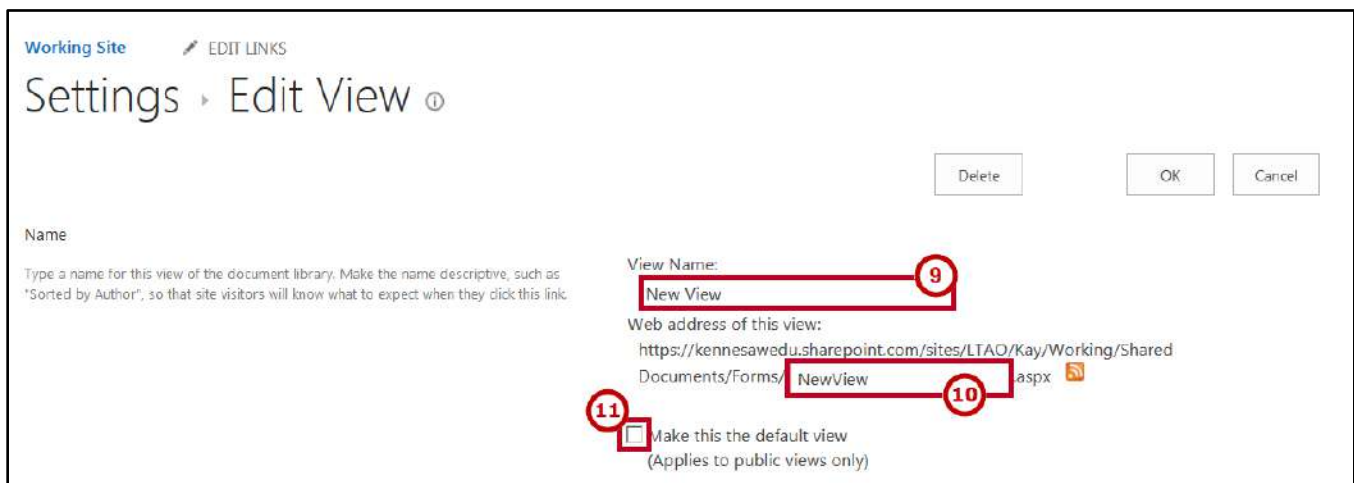 Working Site EDIT LINKS
Settings Edit View
Delete OK Cancel
Name
Type a name for this view of the document library. Make the name descriptive, such as
"Sorted by Author", so that site visitors will know what to expect when they click this link.
View Name:
9
New View
Web address of this view:
https://kennesawedu.sharepoint.com/sites/LTAO/Kay/Working/Shared
Documents/Forms/ NewView .aspx
10
11
Make this the default view
(Applies to public views only)